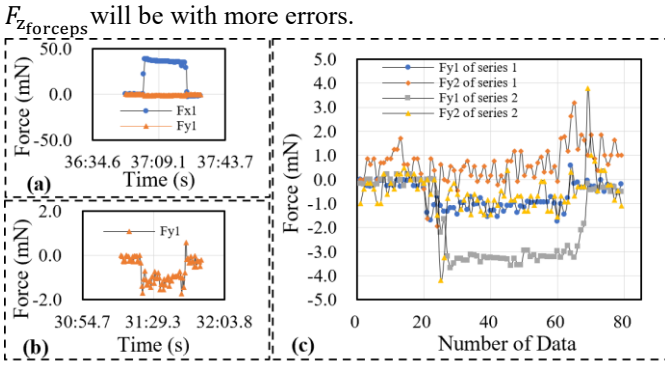 F_zforceps will be with more errors.
50.0
0.0
-50.0
Force (mN)
Fx1
Fy1
36:34.6 37:09.1 37:43.7
Time (s)
(a)
2.0
0.0
-2.0
Force (mN)
Fy1
30:54.7 31:29.3 32:03.8
Time (s)
(b)
5.0
4.0
3.0
2.0
1.0
0.0
-1.0
-2.0
-3.0
-4.0
-5.0
Force (mN)
Fy1 of series 1
Fy2 of series 1
Fy1 of series 2
Fy2 of series 2
0 20 40 60 80
Number of Data
(c)